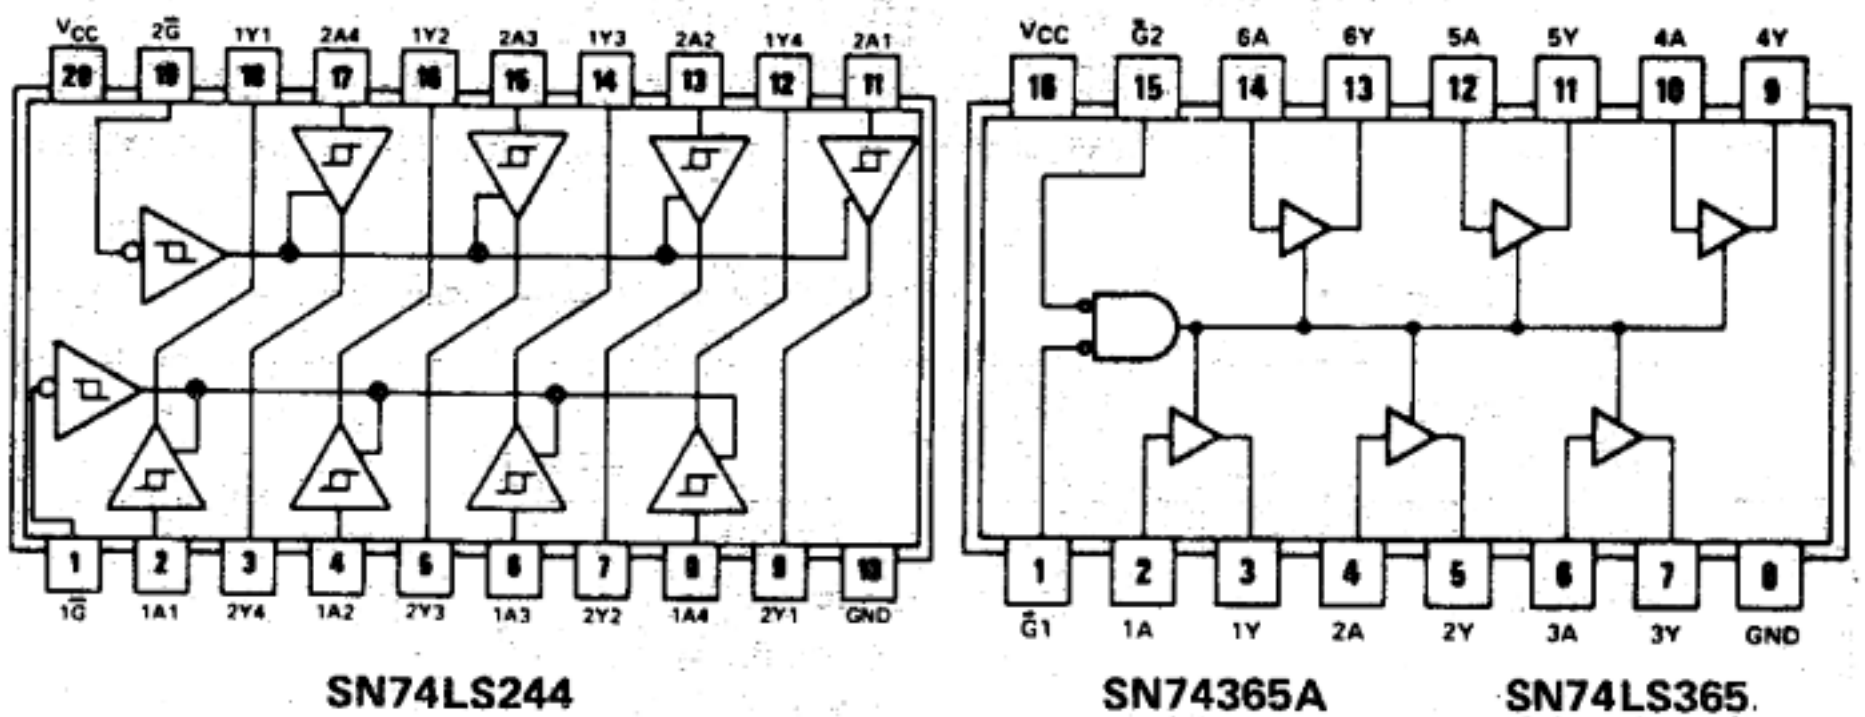 VCC 2G̅ 1Y1 2A4 1Y2 2A3 1Y3 2A2 1Y4 2A1
20 19 18 17 16 15 14 13 12 11
1 2 3 4 5 6 7 8 9 10
1G̅ 1A1 2Y4 1A2 2Y3 1A3 2Y2 1A4 2Y1 GND
SN74LS244
VCC G̅2 6A 6Y 5A 5Y 4A 4Y
16 15 14 13 12 11 10 9
1 2 3 4 5 6 7 8
G̅1 1A 1Y 2A 2Y 3A 3Y GND
SN74365A SN74LS365